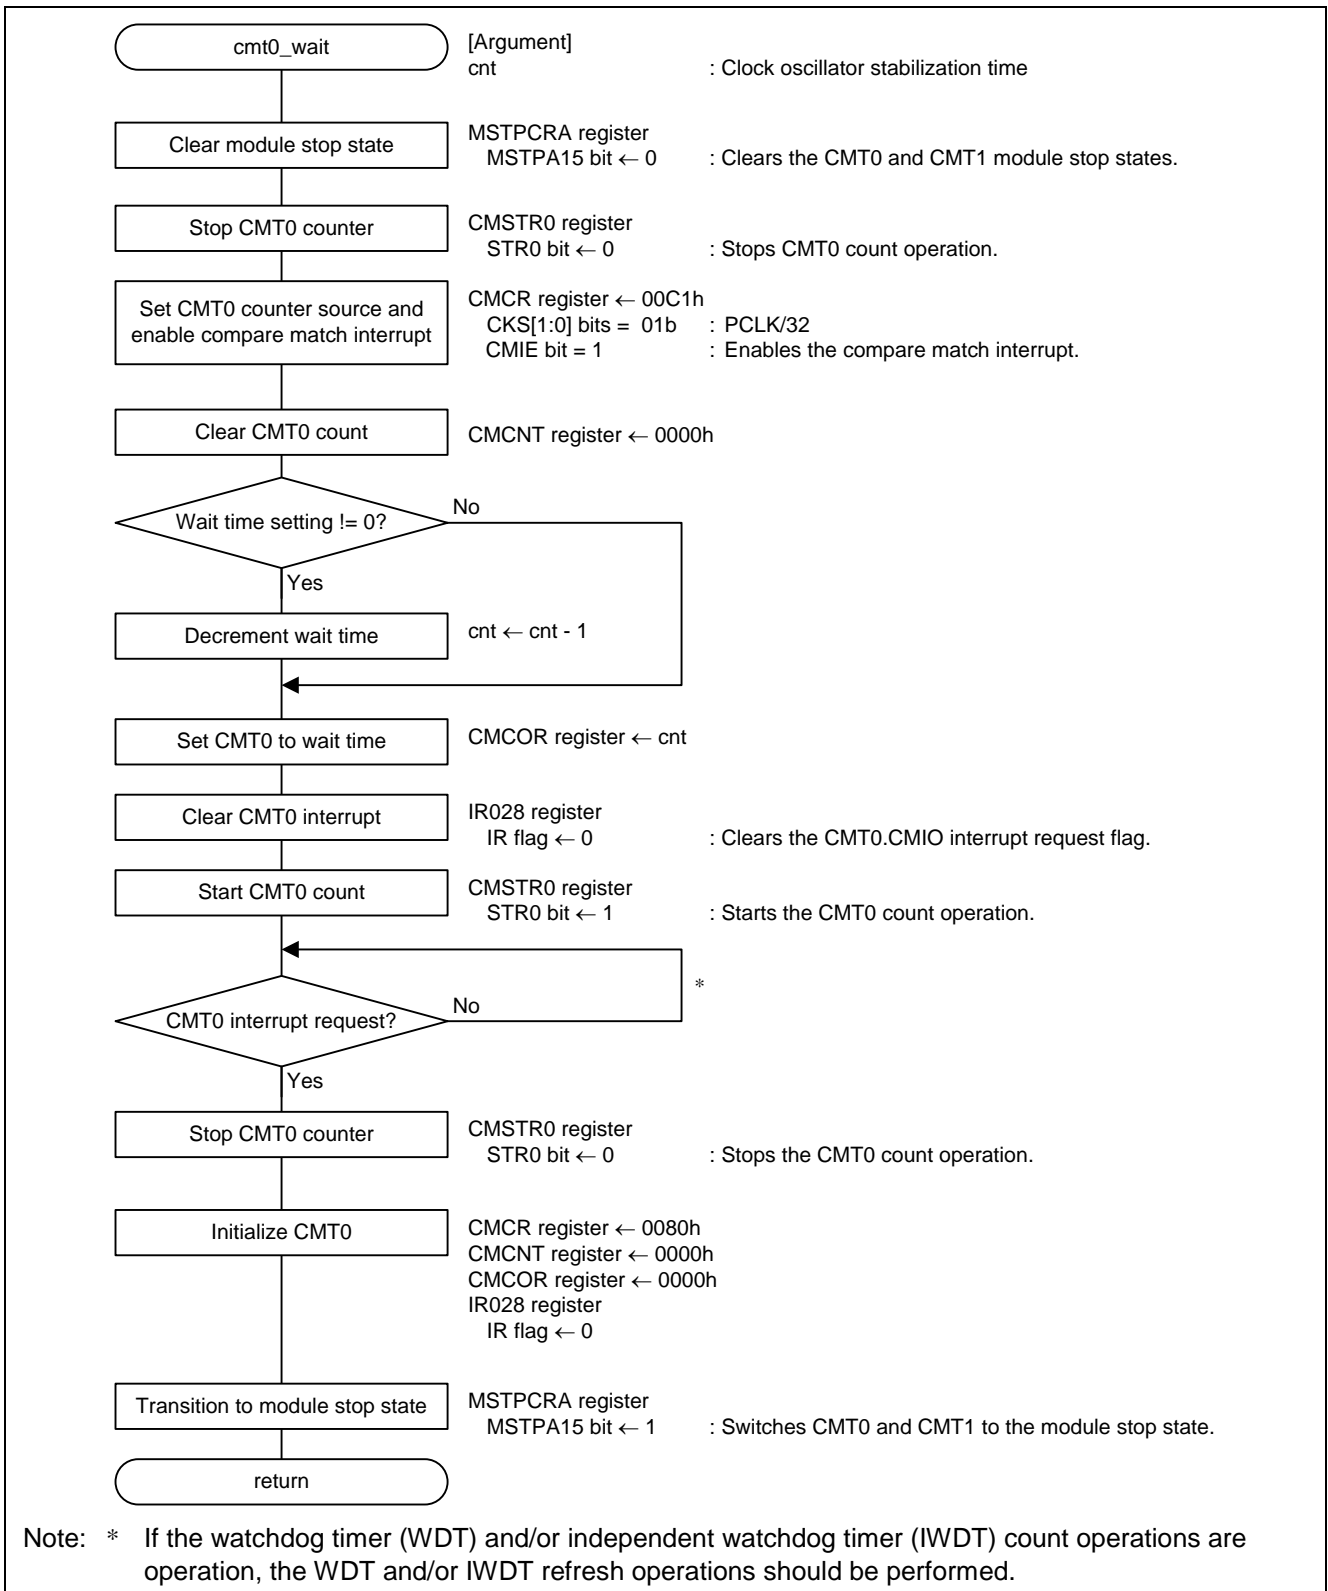 cmt0_wait
[Argument]
cnt : Clock oscillator stabilization time
Clear module stop state
MSTPCRA register
MSTPA15 bit ← 0 : Clears the CMT0 and CMT1 module stop states.
Stop CMT0 counter
CMSTR0 register
STR0 bit ← 0 : Stops CMT0 count operation.
Set CMT0 counter source and
enable compare match interrupt
CMCR register ← 00C1h
CKS[1:0] bits = 01b : PCLK/32
CMIE bit = 1 : Enables the compare match interrupt.
Clear CMT0 count
CMCNT register ← 0000h
Wait time setting != 0?
No
Yes
Decrement wait time
cnt ← cnt - 1
Set CMT0 to wait time
CMCOR register ← cnt
Clear CMT0 interrupt
IR028 register
IR flag ← 0 : Clears the CMT0.CMIO interrupt request flag.
Start CMT0 count
CMSTR0 register
STR0 bit ← 1 : Starts the CMT0 count operation.
*
CMT0 interrupt request?
No
Yes
Stop CMT0 counter
CMSTR0 register
STR0 bit ← 0 : Stops the CMT0 count operation.
Initialize CMT0
CMCR register ← 0080h
CMCNT register ← 0000h
CMCOR register ← 0000h
IR028 register
IR flag ← 0
Transition to module stop state
MSTPCRA register
MSTPA15 bit ← 1 : Switches CMT0 and CMT1 to the module stop state.
return
Note: * If the watchdog timer (WDT) and/or independent watchdog timer (IWDT) count operations are
operation, the WDT and/or IWDT refresh operations should be performed.